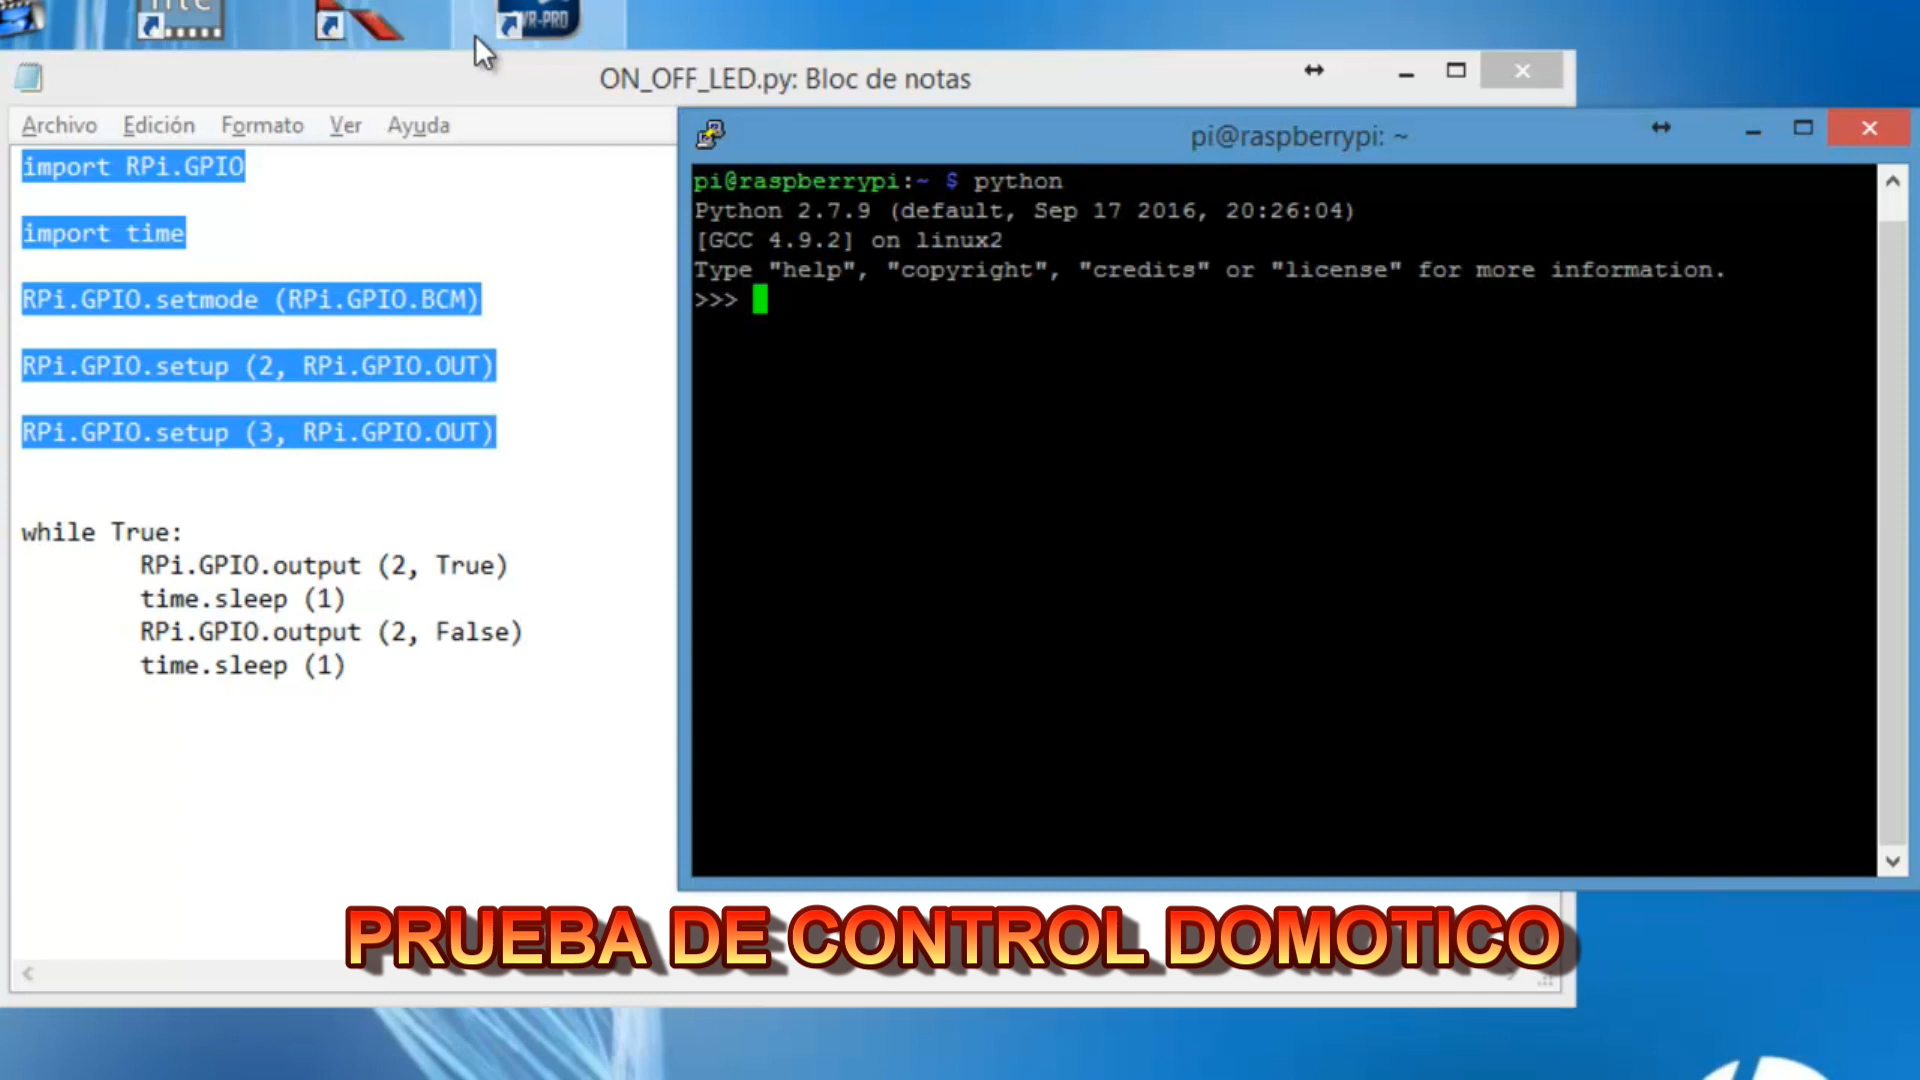 VR-PRO
ON_OFF_LED.py: Bloc de notas
Archivo Edición Formato Ver Ayuda
import RPi.GPIO
import time
RPi.GPIO.setmode (RPi.GPIO.BCM)
RPi.GPIO.setup (2, RPi.GPIO.OUT)
RPi.GPIO.setup (3, RPi.GPIO.OUT)
while True:
RPi.GPIO.output (2, True)
time.sleep (1)
RPi.GPIO.output (2, False)
time.sleep (1)
pi@raspberrypi: ~
pi@raspberrypi:~ $ python
Python 2.7.9 (default, Sep 17 2016, 20:26:04)
[GCC 4.9.2] on linux2
Type "help", "copyright", "credits" or "license" for more information.
>>>
PRUEBA DE CONTROL DOMOTICO